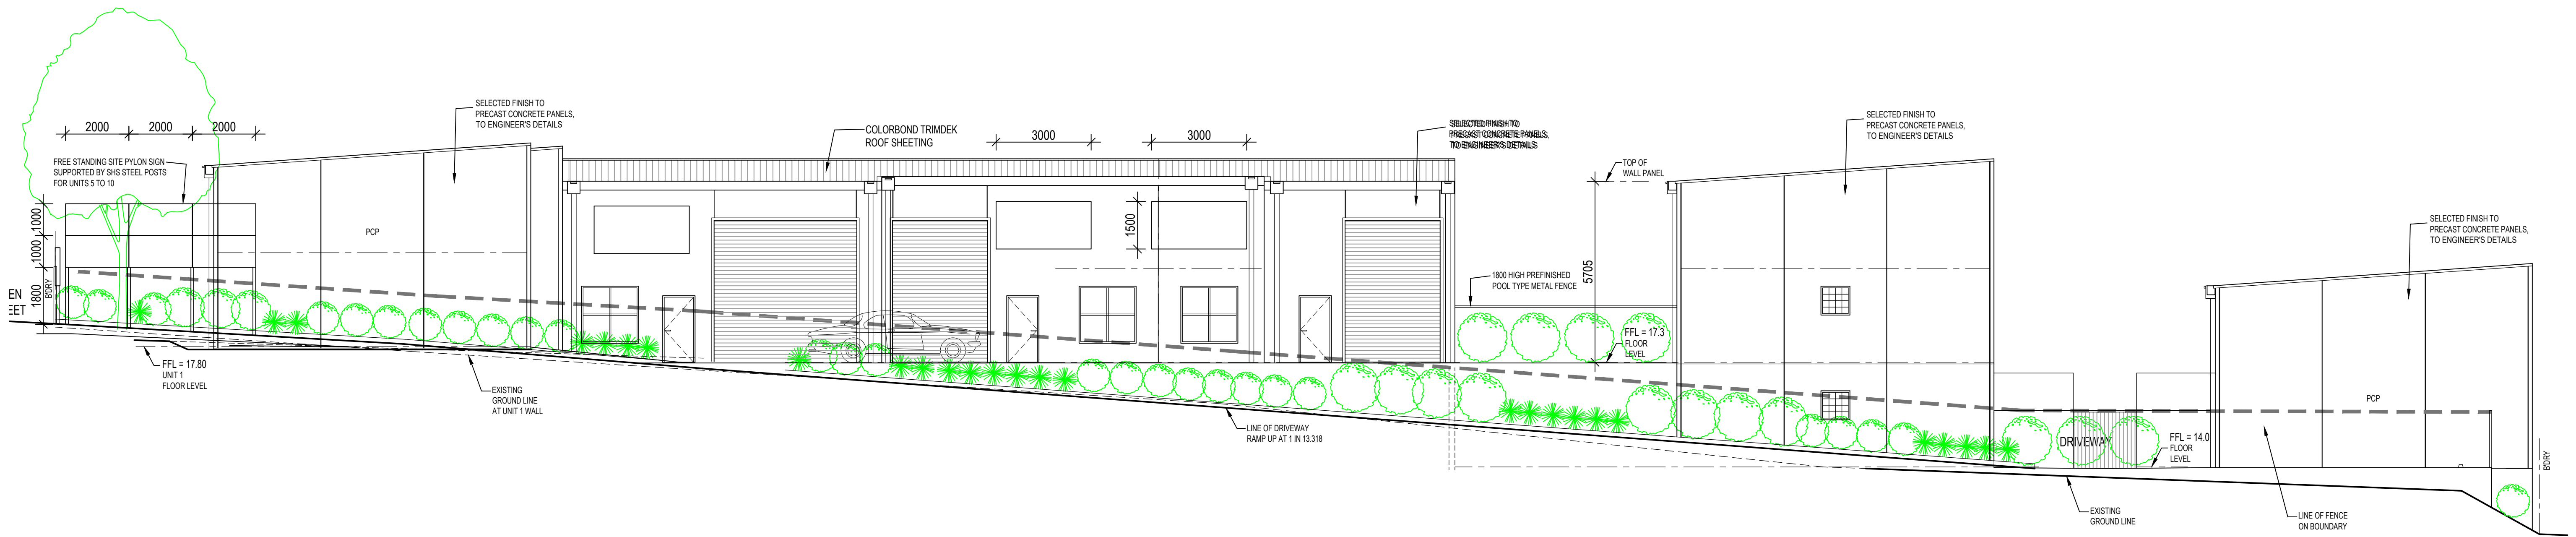 2000
2000
2000
FREE STANDING SITE PYLON SIGN
SUPPORTED BY SHS STEEL POSTS
FOR UNITS 5 TO 10
1000
1000
1800
B'DRY
EN
EET
FFL = 17.80
UNIT 1
FLOOR LEVEL
SELECTED FINISH TO
PRECAST CONCRETE PANELS,
TO ENGINEER'S DETAILS
PCP
EXISTING
GROUND LINE
AT UNIT 1 WALL
COLORBOND TRIMDEK
ROOF SHEETING
3000
3000
1500
LINE OF DRIVEWAY
RAMP UP AT 1 IN 13.318
SELECTED FINISH TO
PRECAST CONCRETE PANELS,
TO ENGINEER'S DETAILS
1800 HIGH PREFINISHED
POOL TYPE METAL FENCE
5705
TOP OF
WALL PANEL
FFL = 17.3
FLOOR
LEVEL
SELECTED FINISH TO
PRECAST CONCRETE PANELS,
TO ENGINEER'S DETAILS
DRIVEWAY
FFL = 14.0
FLOOR
LEVEL
EXISTING
GROUND LINE
SELECTED FINISH TO
PRECAST CONCRETE PANELS,
TO ENGINEER'S DETAILS
PCP
LINE OF FENCE
ON BOUNDARY
B'DRY